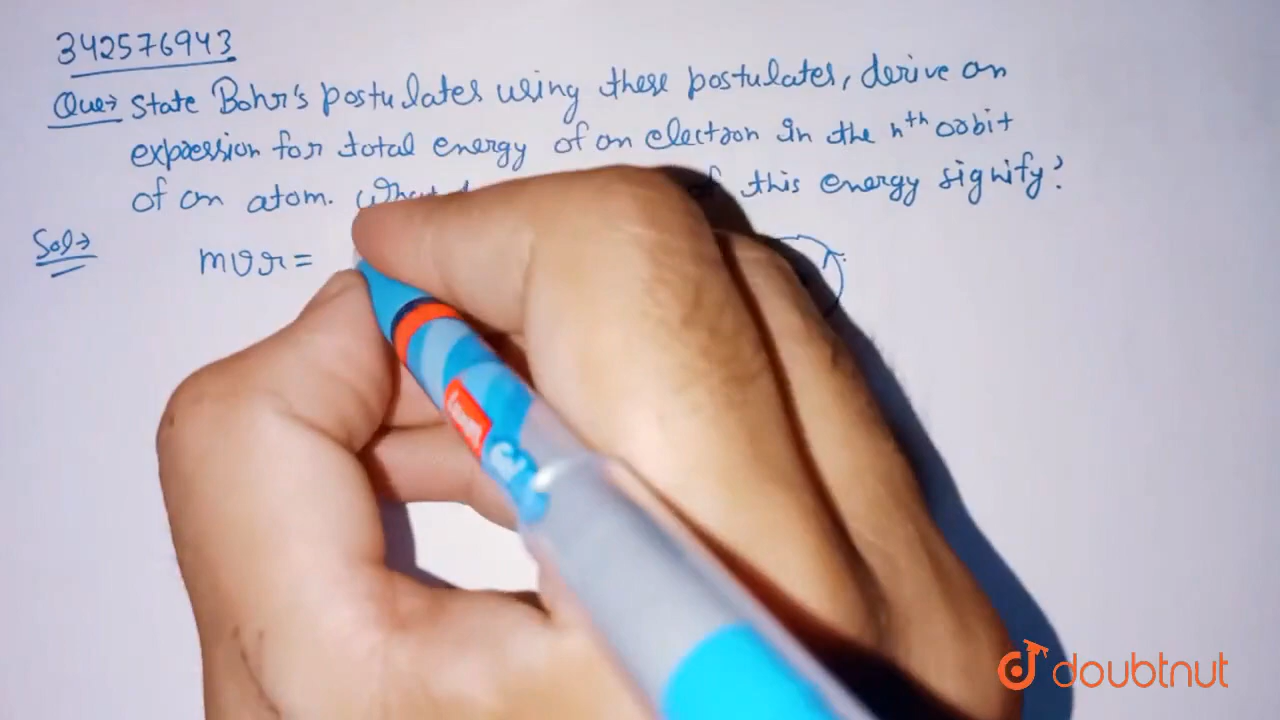 342576943
Que→ State Bohr's postulates using these postulates, derive an
expression for total energy of an electron in the nth orbit
of an atom. What this energy signify?
Sol→ mvr=
doubtnut